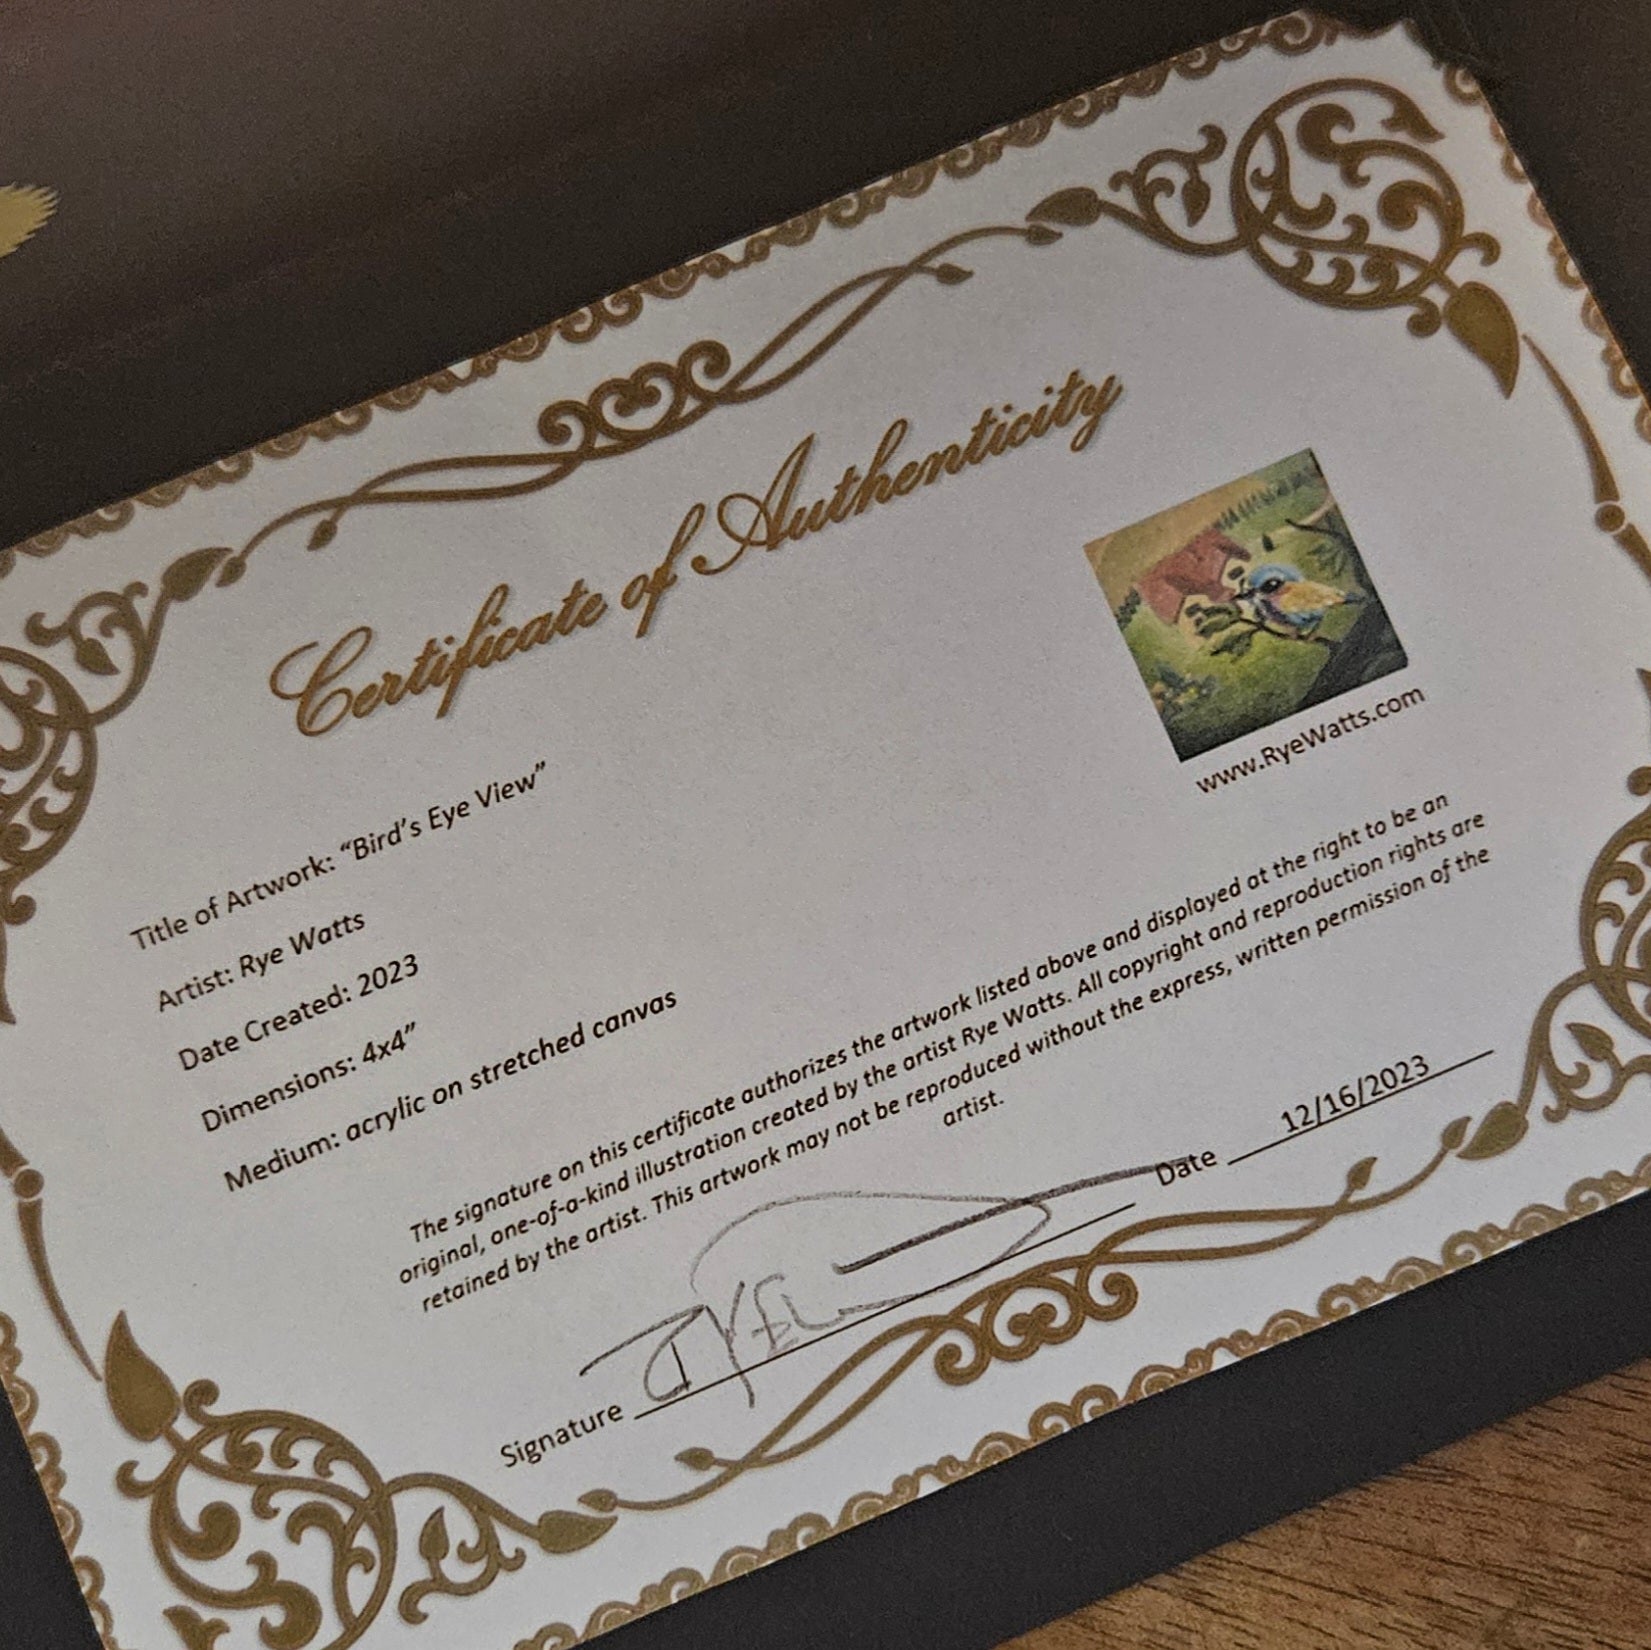 Certificate of Authenticity
www.RyeWatts.com
Title of Artwork: “Bird’s Eye View”
Artist: Rye Watts
Date Created: 2023
Dimensions: 4x4”
Medium: acrylic on stretched canvas
The signature on this certificate authorizes the artwork listed above and displayed at the right to be an
original, one-of-a-kind illustration created by the artist Rye Watts. All copyright and reproduction rights are
retained by the artist. This artwork may not be reproduced without the express, written permission of the
artist.
Signature Date 12/16/2023